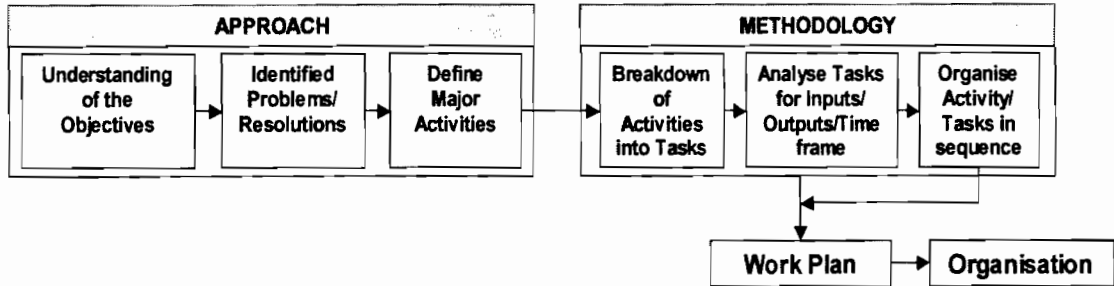 APPROACH
Understanding
of the
Objectives
Identified
Problems/
Resolutions
Define
Major
Activities
METHODOLOGY
Breakdown
of
Activities
into Tasks
Analyse Tasks
for Inputs/
Outputs/Time
frame
Organise
Activity/
Tasks in
sequence
Work Plan
Organisation